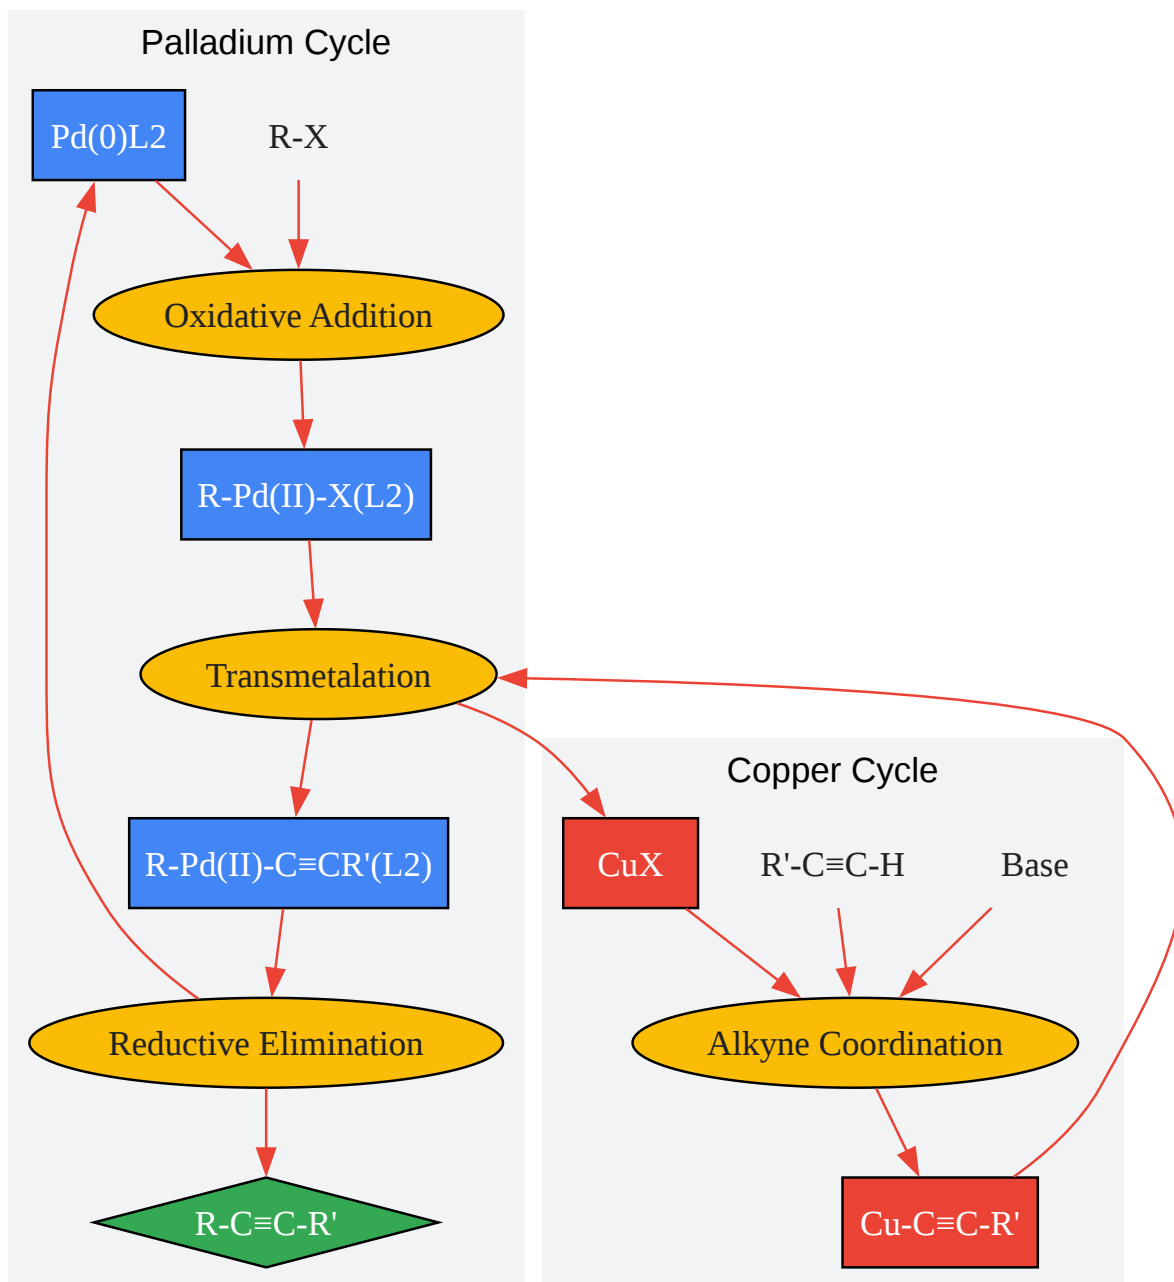 Palladium Cycle
Pd(0)L2
R-X
Oxidative Addition
R-Pd(II)-X(L2)
Transmetalation
R-Pd(II)-C≡CR'(L2)
Reductive Elimination
R-C≡C-R'
Copper Cycle
CuX
R'-C≡C-H
Base
Alkyne Coordination
Cu-C≡C-R'